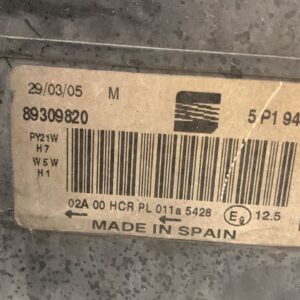 29/03/05 M
89309820 5P1 94
PY21W
H7
W5W
H1
02A 00 HCR PL 011a 5428 E9 12.5
MADE IN SPAIN